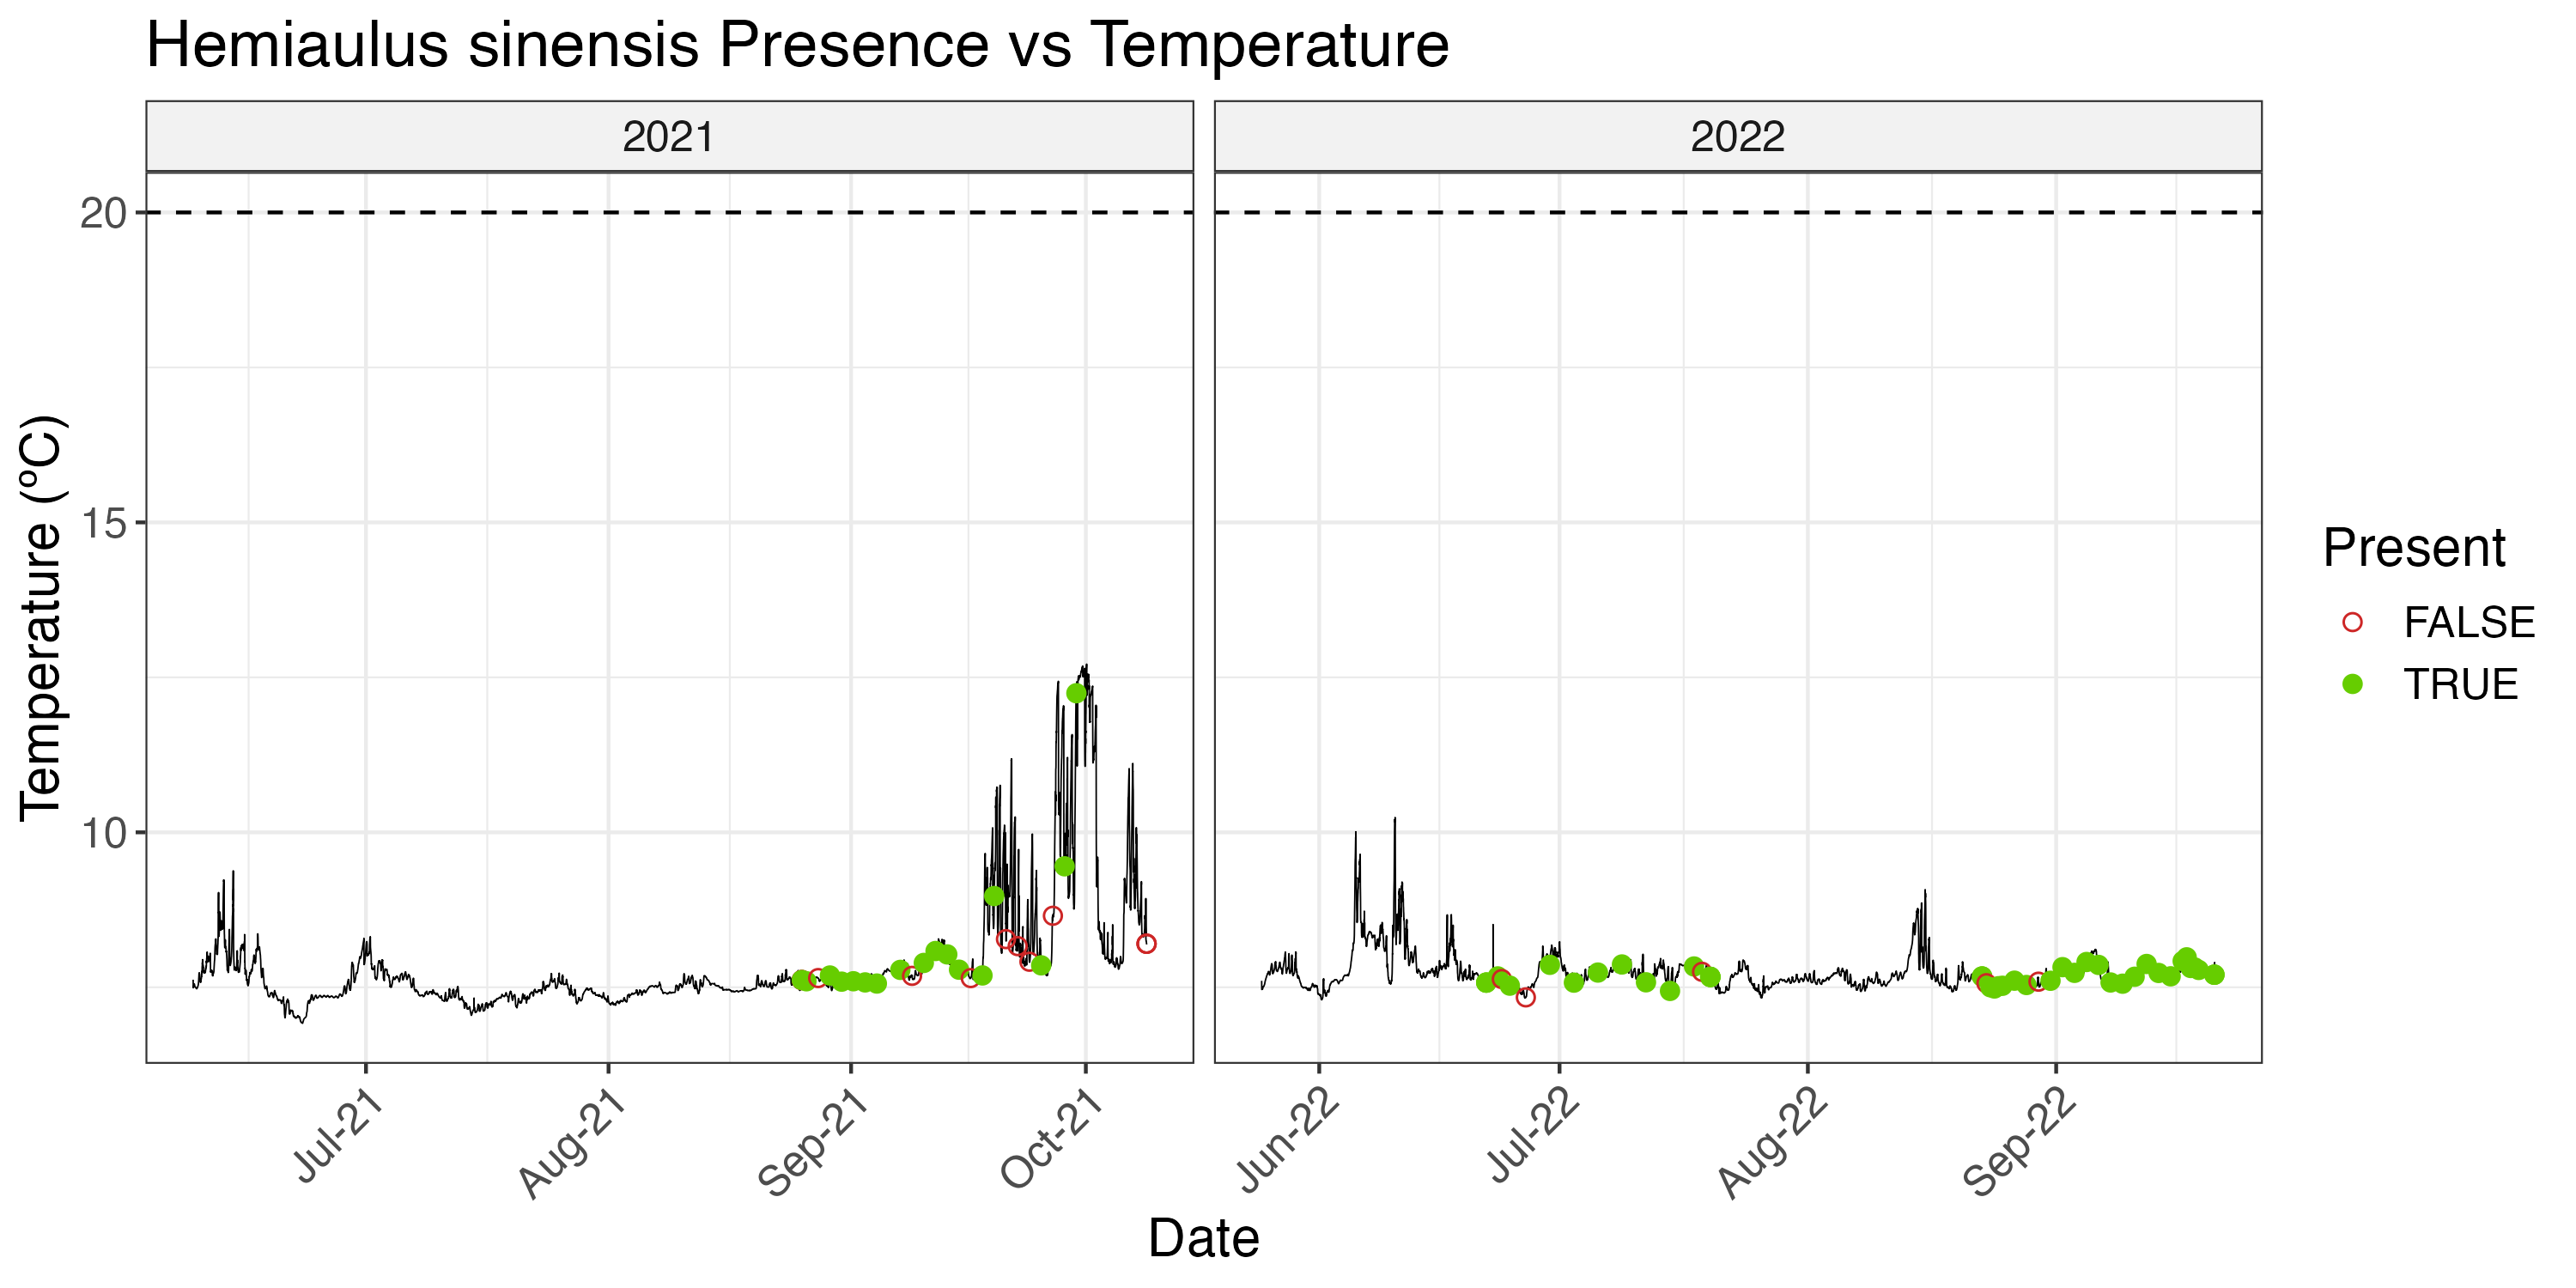 Hemiaulus sinensis Presence vs Temperature
2021
2022
20
15
10
Temperature (ºC)
Jul-21
Aug-21
Sep-21
Oct-21
Jun-22
Jul-22
Aug-22
Sep-22
Date
Present
FALSE
TRUE